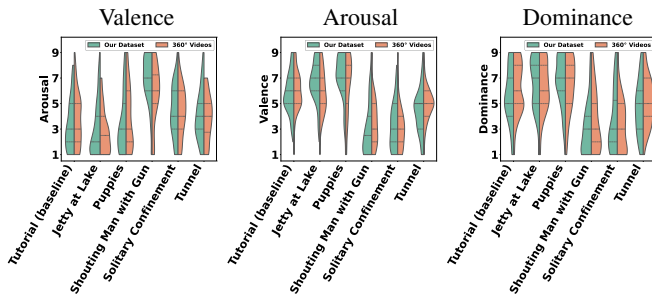 Valence
Arousal
Dominance
Our Dataset 360° Videos
Arousal
9
7
5
3
1
Tutorial (baseline)
Jetty at Lake
Puppies
Shouting Man with Gun
Solitary Confinement
Tunnel
Our Dataset 360° Videos
Valence
9
7
5
3
1
Tutorial (baseline)
Jetty at Lake
Puppies
Shouting Man with Gun
Solitary Confinement
Tunnel
Our Dataset 360° Videos
Dominance
9
7
5
3
1
Tutorial (baseline)
Jetty at Lake
Puppies
Shouting Man with Gun
Solitary Confinement
Tunnel